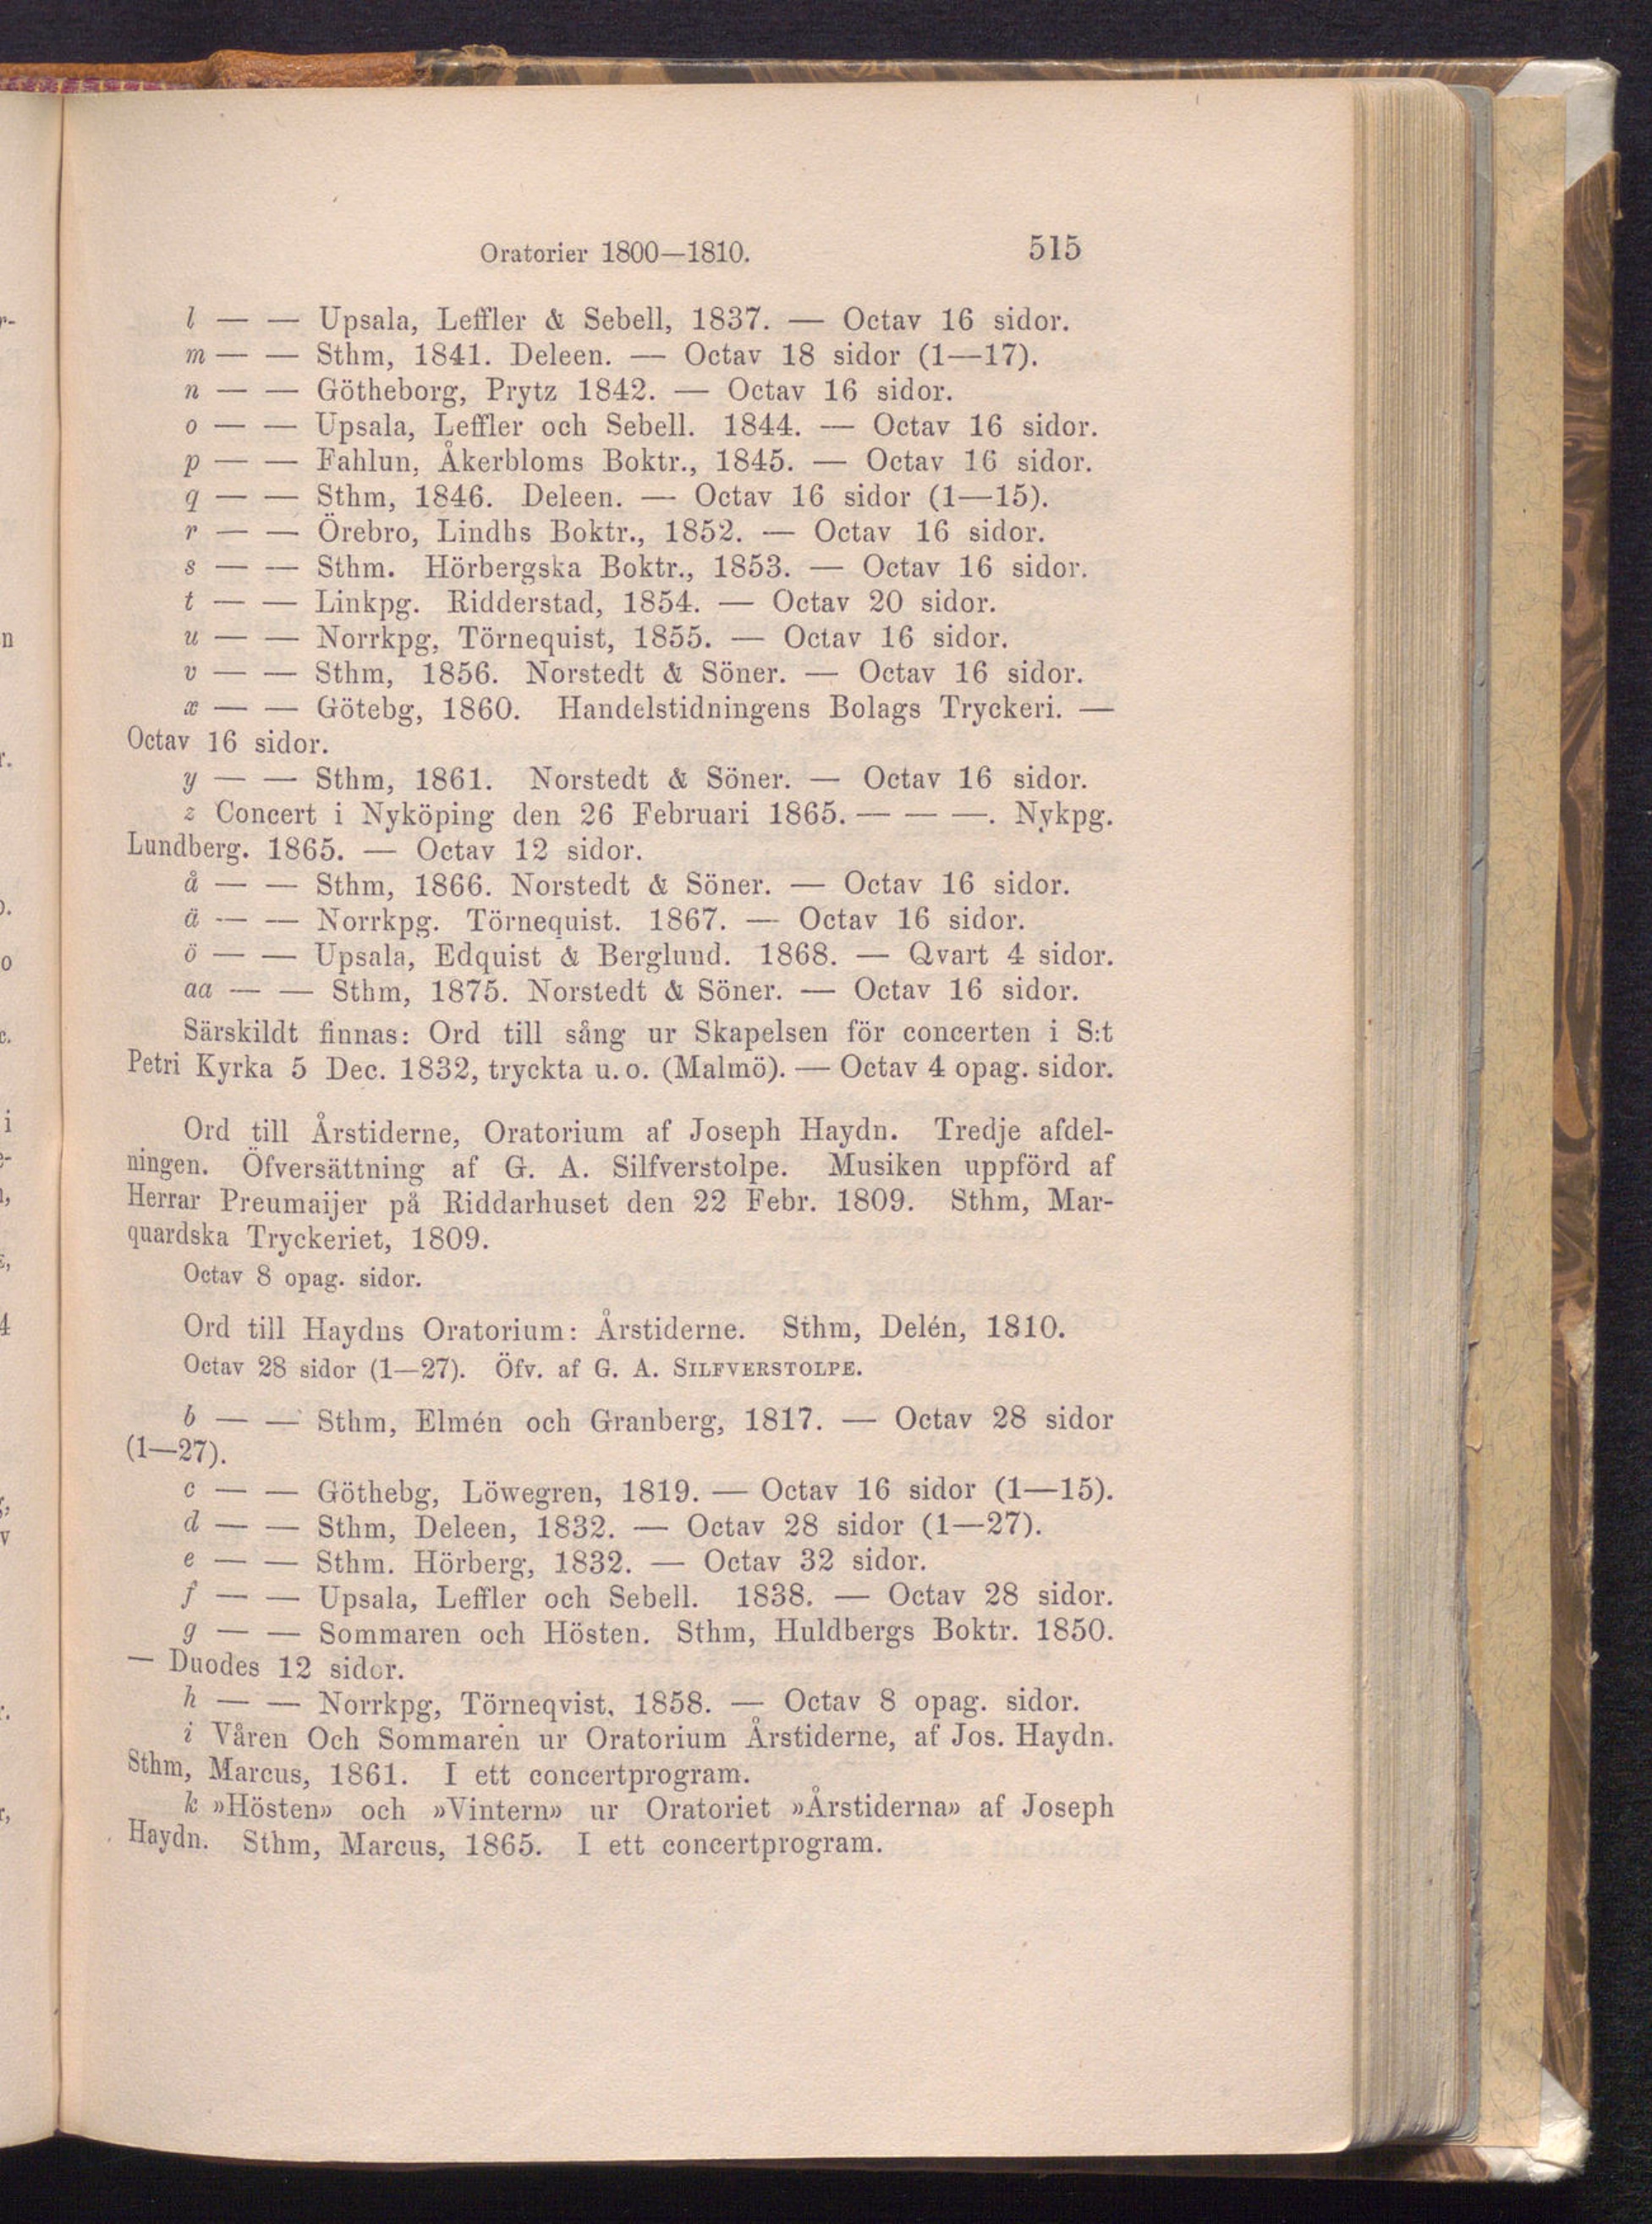 Oratorier 1800—1810. 515
l — — Upsala, Leffler & Sebell, 1837. — Octav 16 sidor.
m — — Sthm, 1841. Deleen. — Octav 18 sidor (1—17).
n — — Götheborg, Prytz 1842. — Octav 16 sidor.
o — — Upsala, Leffler och Sebell. 1844. — Octav 16 sidor.
p — — Fahlun, Åkerbloms Boktr., 1845. — Octav 16 sidor.
q — — Sthm, 1846. Deleen. — Octav 16 sidor (1—15).
r — — Örebro, Lindhs Boktr., 1852. — Octav 16 sidor.
s — — Sthm. Hörbergska Boktr., 1853. — Octav 16 sidor.
t — — Linkpg. Ridderstad, 1854. — Octav 20 sidor.
u — — Norrkpg, Törnequist, 1855. — Octav 16 sidor.
v — — Sthm, 1856. Norstedt & Söner. — Octav 16 sidor.
x — — Götebg, 1860. Handelstidningens Bolags Tryckeri. —
Octav 16 sidor.
y — — Sthm, 1861. Norstedt & Söner. — Octav 16 sidor.
z Concert i Nyköping den 26 Februari 1865. — — —. Nykpg.
Lundberg. 1865. — Octav 12 sidor.
å — — Sthm, 1866. Norstedt & Söner. — Octav 16 sidor.
ä — — Norrkpg. Törnequist. 1867. — Octav 16 sidor.
ö — — Upsala, Edquist & Berglund. 1868. — Qvart 4 sidor.
aa — — Sthm, 1875. Norstedt & Söner. — Octav 16 sidor.
Särskildt finnas: Ord till sång ur Skapelsen för concerten i S:t
Petri Kyrka 5 Dec. 1832, tryckta u. o. (Malmö). — Octav 4 opag. sidor.
Ord till Årstiderne, Oratorium af Joseph Haydn. Tredje afdel-
ningen. Öfversättning af G. A. Silfverstolpe. Musiken uppförd af
Herrar Preumaijer på Riddarhuset den 22 Febr. 1809. Sthm, Mar-
quardska Tryckeriet, 1809.
Octav 8 opag. sidor.
Ord till Haydns Oratorium: Årstiderne. Sthm, Delén, 1810.
Octav 28 sidor (1—27). Öfv. af G. A. SILFVERSTOLPE.
b — — Sthm, Elmén och Granberg, 1817. — Octav 28 sidor
(1—27).
c — — Göthebg, Löwegren, 1819. — Octav 16 sidor (1—15).
d — — Sthm, Deleen, 1832. — Octav 28 sidor (1—27).
e — — Sthm. Hörberg, 1832. — Octav 32 sidor.
f — — Upsala, Leffler och Sebell. 1838. — Octav 28 sidor.
g — — Sommaren och Hösten. Sthm, Huldbergs Boktr. 1850.
— Duodes 12 sidor.
h — — Norrkpg, Törneqvist, 1858. — Octav 8 opag. sidor.
i Våren Och Sommaren ur Oratorium Årstiderne, af Jos. Haydn.
Sthm, Marcus, 1861. I ett concertprogram.
k »Hösten» och »Vintern» ur Oratoriet »Årstiderna» af Joseph
Haydn. Sthm, Marcus, 1865. I ett concertprogram.